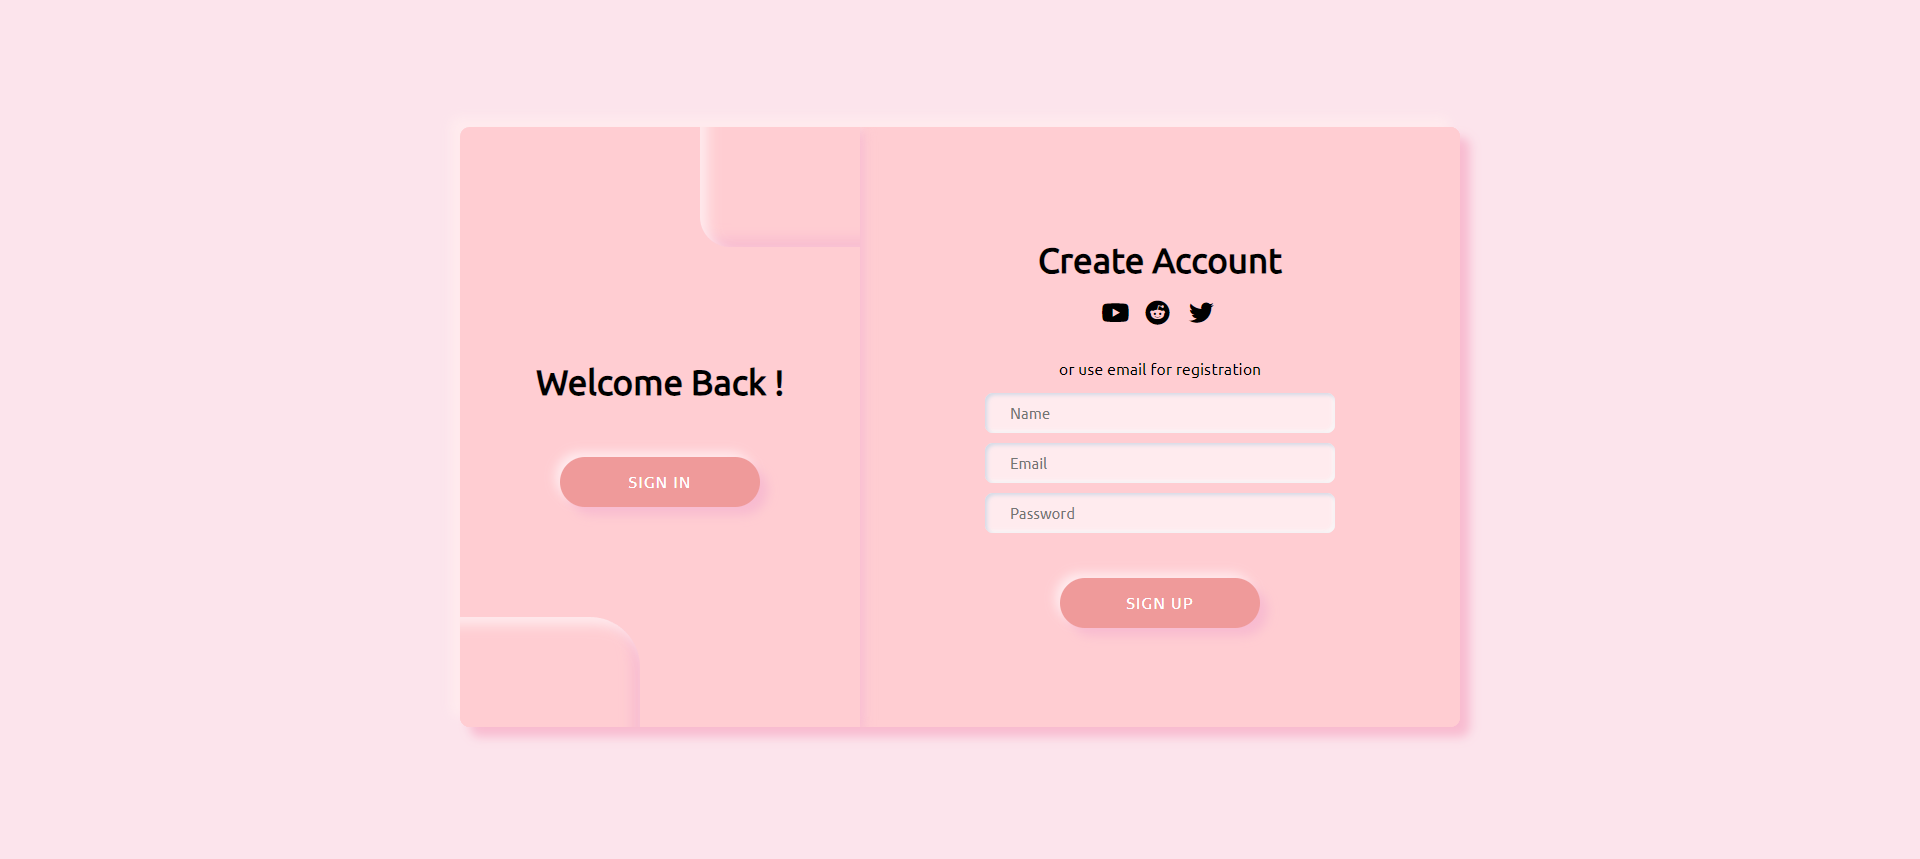 Welcome Back !
SIGN IN
Create Account
or use email for registration
Name
Email
Password
SIGN UP